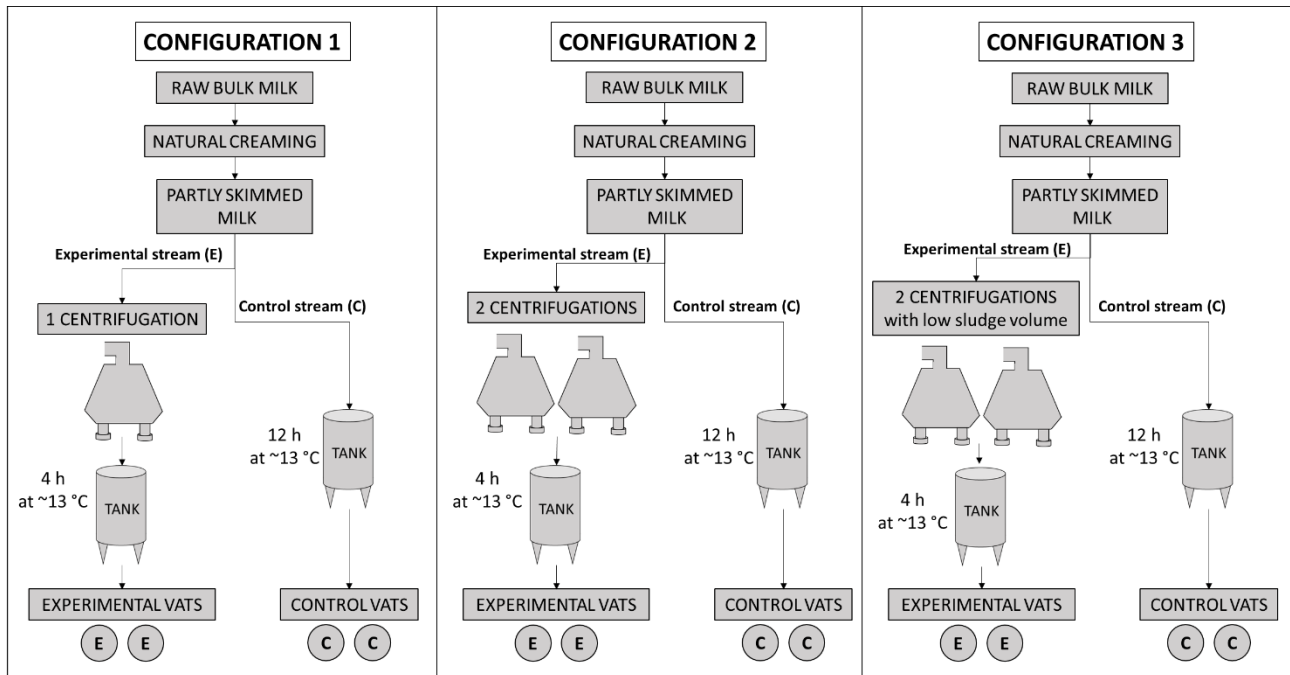 CONFIGURATION 1
RAW BULK MILK
NATURAL CREAMING
PARTLY SKIMMED
MILK
Experimental stream (E)
Control stream (C)
1 CENTRIFUGATION
12 h
at ~13 °C
TANK
4 h
at ~13 °C
TANK
EXPERIMENTAL VATS
CONTROL VATS
E E
C C
CONFIGURATION 2
RAW BULK MILK
NATURAL CREAMING
PARTLY SKIMMED
MILK
Experimental stream (E)
Control stream (C)
2 CENTRIFUGATIONS
12 h
at ~13 °C
TANK
4 h
at ~13 °C
TANK
EXPERIMENTAL VATS
CONTROL VATS
E E
C C
CONFIGURATION 3
RAW BULK MILK
NATURAL CREAMING
PARTLY SKIMMED
MILK
Experimental stream (E)
Control stream (C)
2 CENTRIFUGATIONS
with low sludge volume
12 h
at ~13 °C
TANK
4 h
at ~13 °C
TANK
EXPERIMENTAL VATS
CONTROL VATS
E E
C C